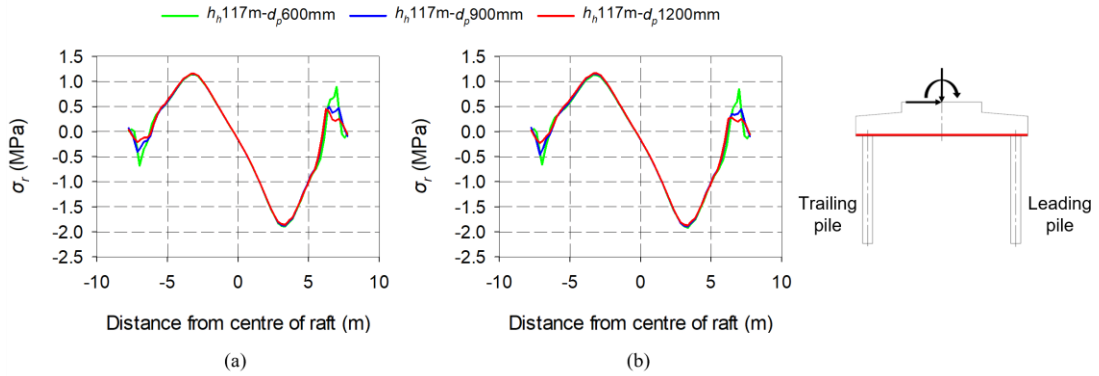 hₕ117m-dₚ600mm hₕ117m-dₚ900mm hₕ117m-dₚ1200mm
σᵣ (MPa)
1.5
1.0
0.5
0.0
-0.5
-1.0
-1.5
-2.0
-2.5
-10 -5 0 5 10
Distance from centre of raft (m)
(a)
σᵣ (MPa)
1.5
1.0
0.5
0.0
-0.5
-1.0
-1.5
-2.0
-2.5
-10 -5 0 5 10
Distance from centre of raft (m)
(b)
Trailing
pile
Leading
pile